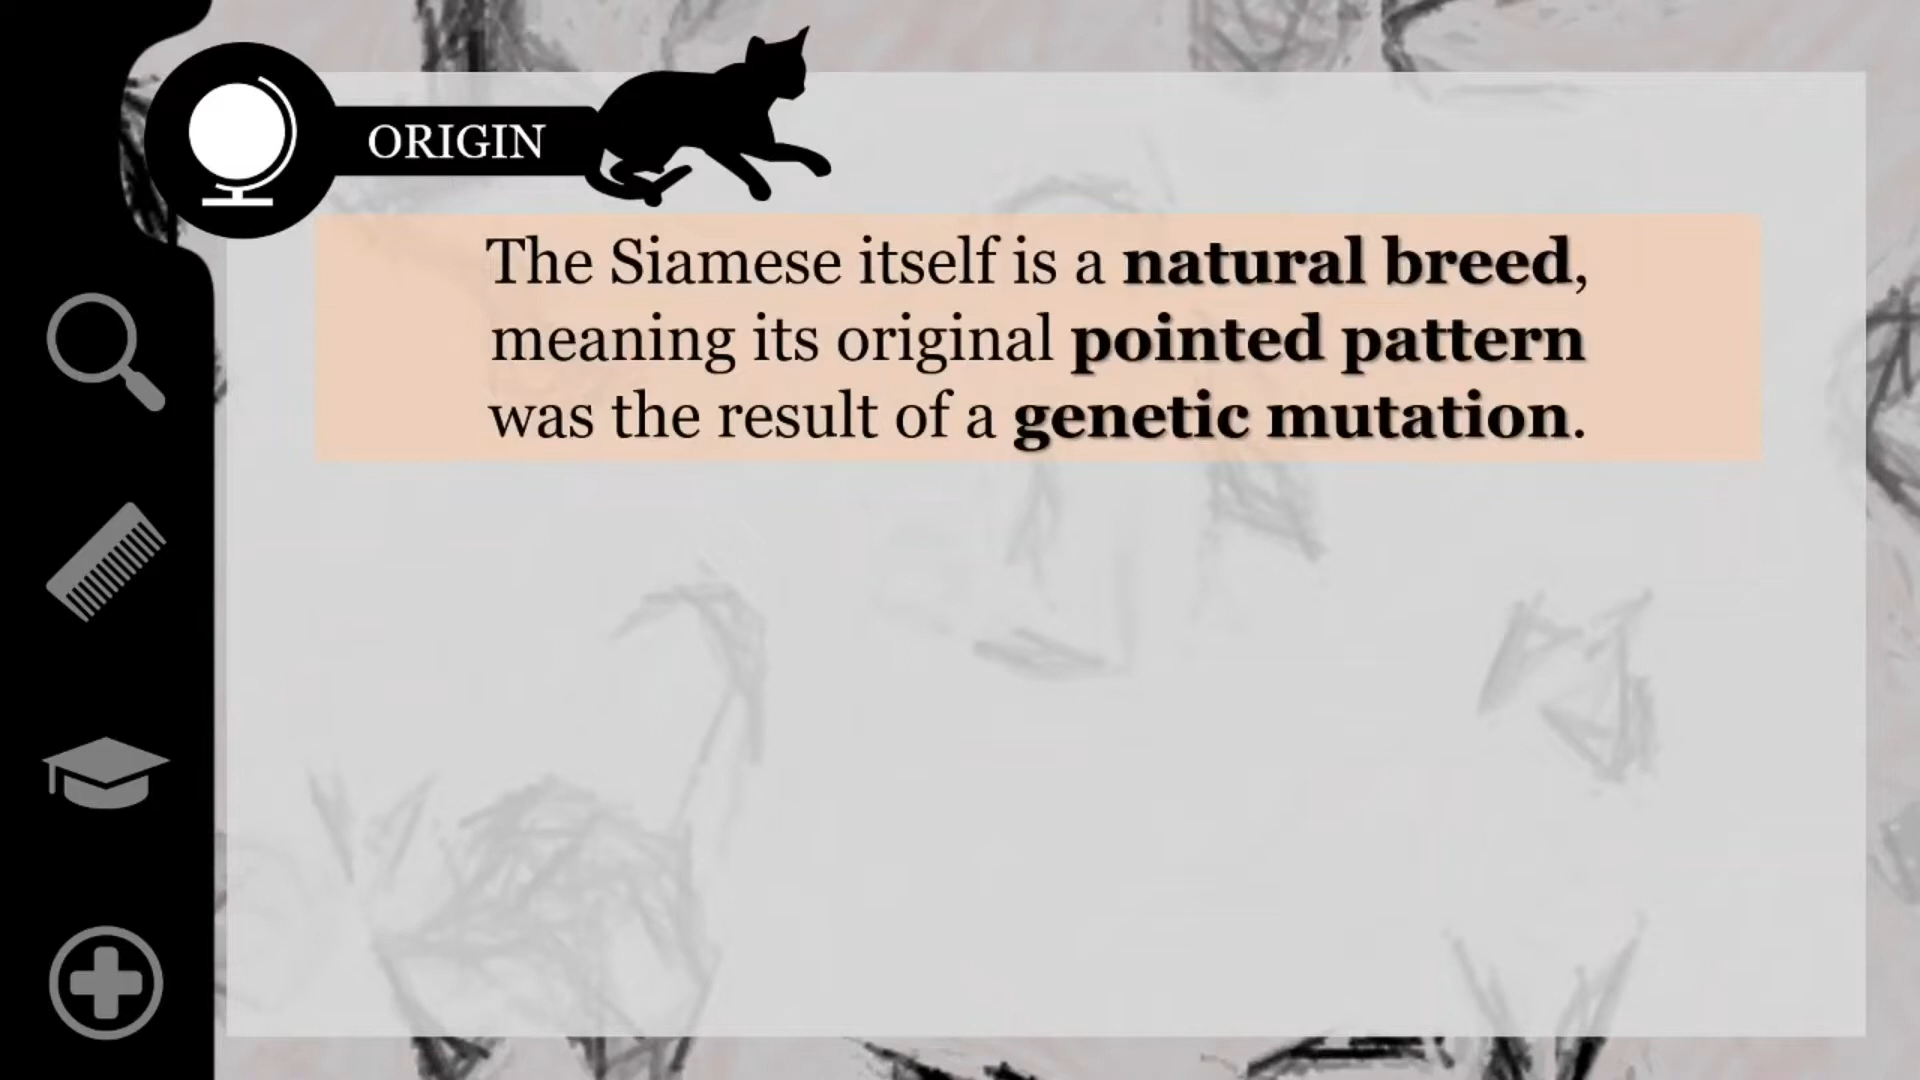 ORIGIN
The Siamese itself is a natural breed,
meaning its original pointed pattern
was the result of a genetic mutation.